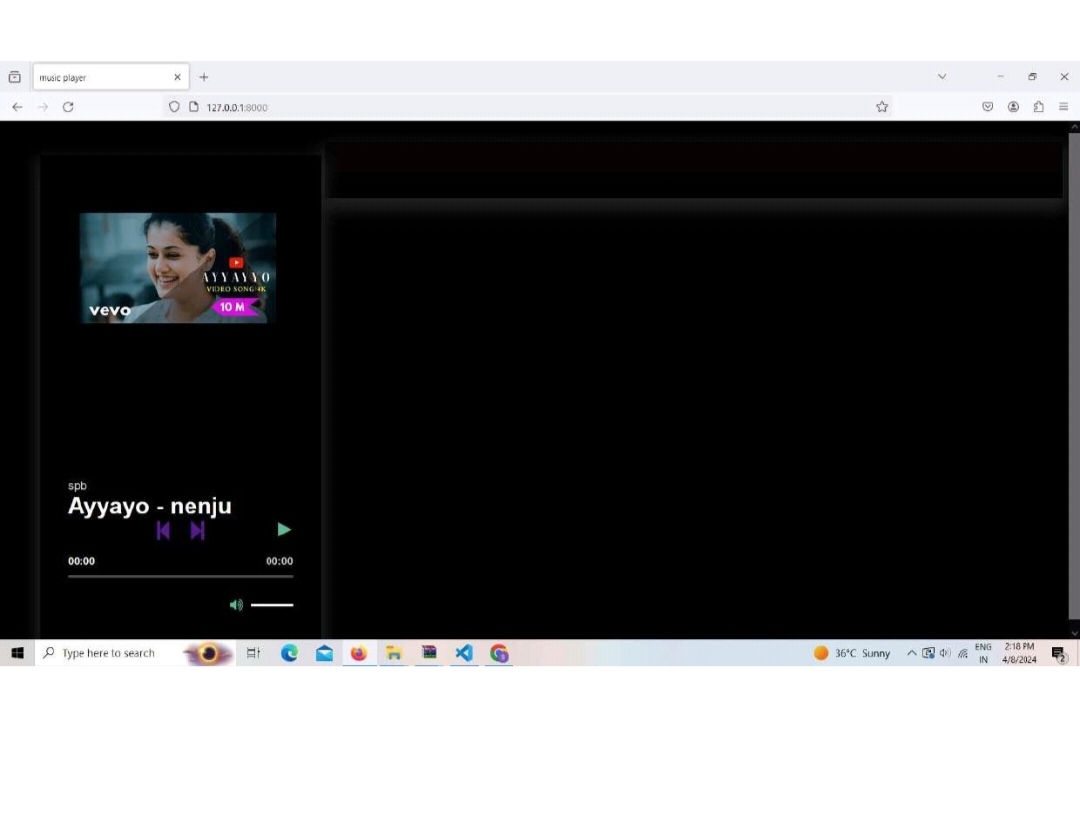 music player
127.0.0.1:8000
AYYAYYO
VIDEO SONG 4K
10 M
vevo
spb
Ayyayo - nenju
00:00 00:00
Type here to search
36°C Sunny
ENG
IN
2:18 PM
4/8/2024
2